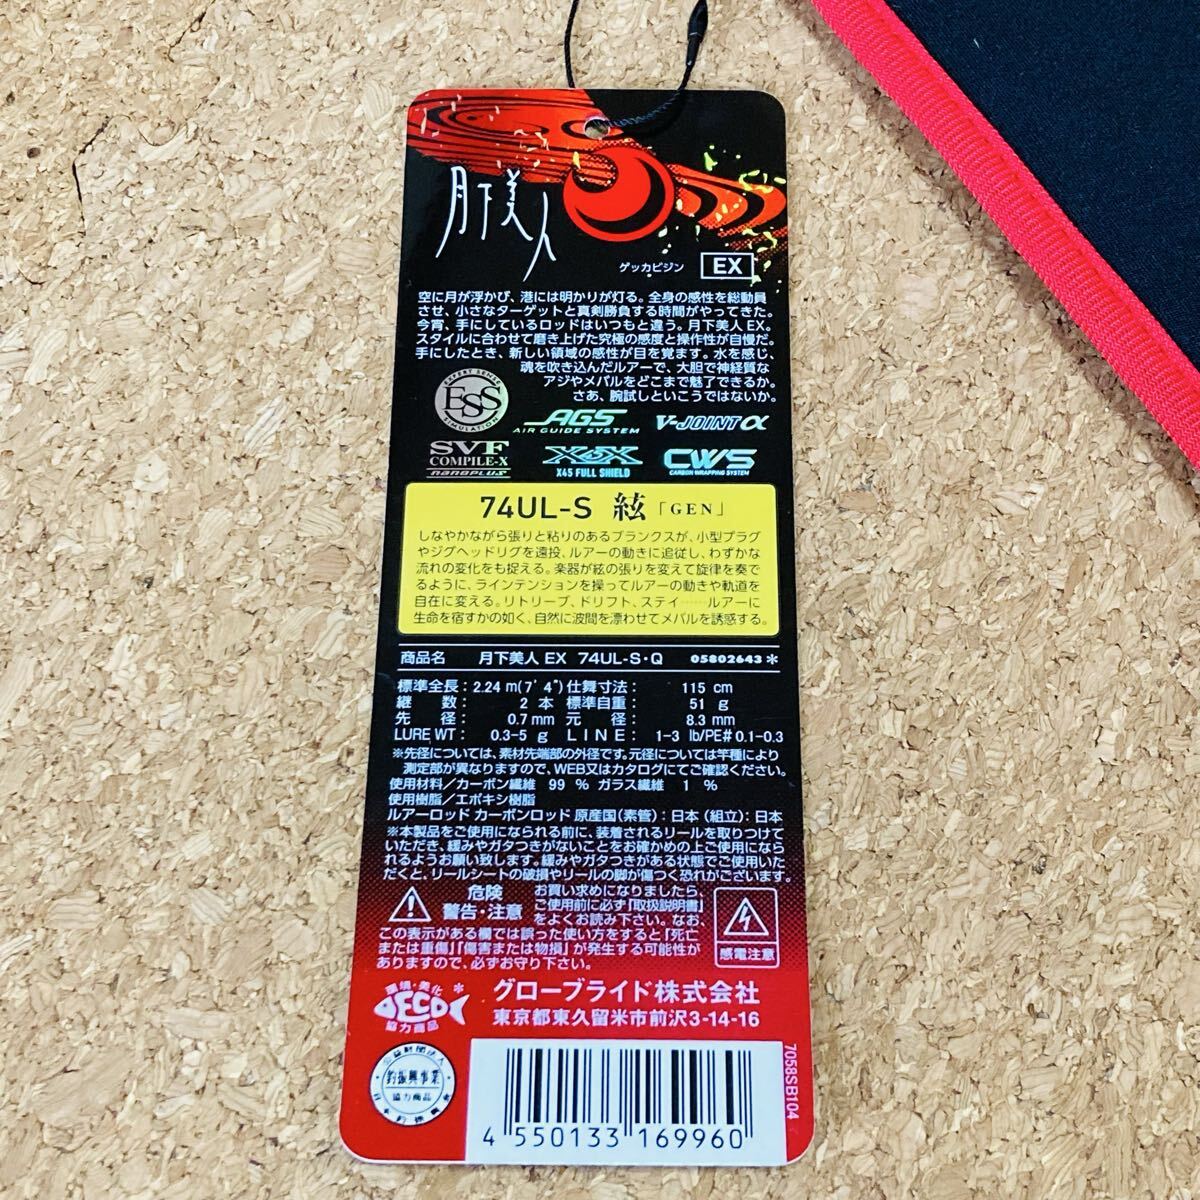 月下美人
ゲッカビジン EX
空に月が浮かび、港には明かりが灯る。全身の感性を総動員
させ、小さなターゲットと真剣勝負する時間がやってきた。
今宵、手にしているロッドはいつもと違う。月下美人 EX。
スタイルに合わせて磨き上げた究極の感度と操作性が自慢だ。
手にしたとき、新しい領域の感性が目を覚ます。水を感じ、
魂を吹き込んだルアーで、大胆で神経質な
アジやメバルをどこまで魅了できるか。
さあ、腕試しといこうではないか。
EXPERT SENSE
ESS
SIMULATION
AGS
AIR GUIDE SYSTEM
V-JOINT α
SVF
COMPILE-X
nanoplus
X45
X45 FULL SHIELD
CWS
CARBON WRAPPING SYSTEM
74UL-S 絃「GEN」
しなやかながら張りと粘りのあるブランクスが、小型プラグ
やジグヘッドリグを遠投、ルアーの動きに追従し、わずかな
流れの変化をも捉える。楽器が絃の張りを変えて旋律を奏で
るように、ラインテンションを操ってルアーの動きや軌道を
自在に変える。リトリーブ、ドリフト、ステイ……ルアーに
生命を宿すかの如く、自然に波間を漂わせてメバルを誘惑する。
商品名 月下美人 EX 74UL-S・Q 05802643*
標準全長: 2.24 m(7'4") 仕舞寸法: 115 cm
継 数: 2 本 標準自重: 51 g
先 径: 0.7 mm 元 径: 8.3 mm
LURE WT: 0.3-5 g LINE: 1-3 lb/PE# 0.1-0.3
※先径については、素材先端部の外径です。元径については竿種により
測定部が異なりますので、WEB又はカタログにてご確認ください。
使用材料/カーボン繊維 99 % ガラス繊維 1 %
使用樹脂/エポキシ樹脂
ルアーロッド カーボンロッド 原産国(素管):日本(組立):日本
※本製品をご使用になられる前に、装着されるリールを取りつけて
いただき、緩みやガタつきがないことをお確かめの上ご使用になら
れるようお願い致します。緩みやガタつきがある状態でご使用いた
だくと、リールシートの破損やリールの脚が傷つく恐れがございます。
危険
警告・注意
お買い求めになりましたら、
ご使用前に必ず「取扱説明書」
をよくお読み下さい。なお、
この表示がある欄では誤った使い方をすると「死亡
または重傷」「傷害または物損」が発生する可能性が
ありますので、必ずお守り下さい。
感電注意
環境・美化
ECO
協力商品
グローブライド株式会社
東京都東久留米市前沢3-14-16
公益財団法人
釣振興事業
協力商品
日本釣振興会
4 550133 169960
7058SB104